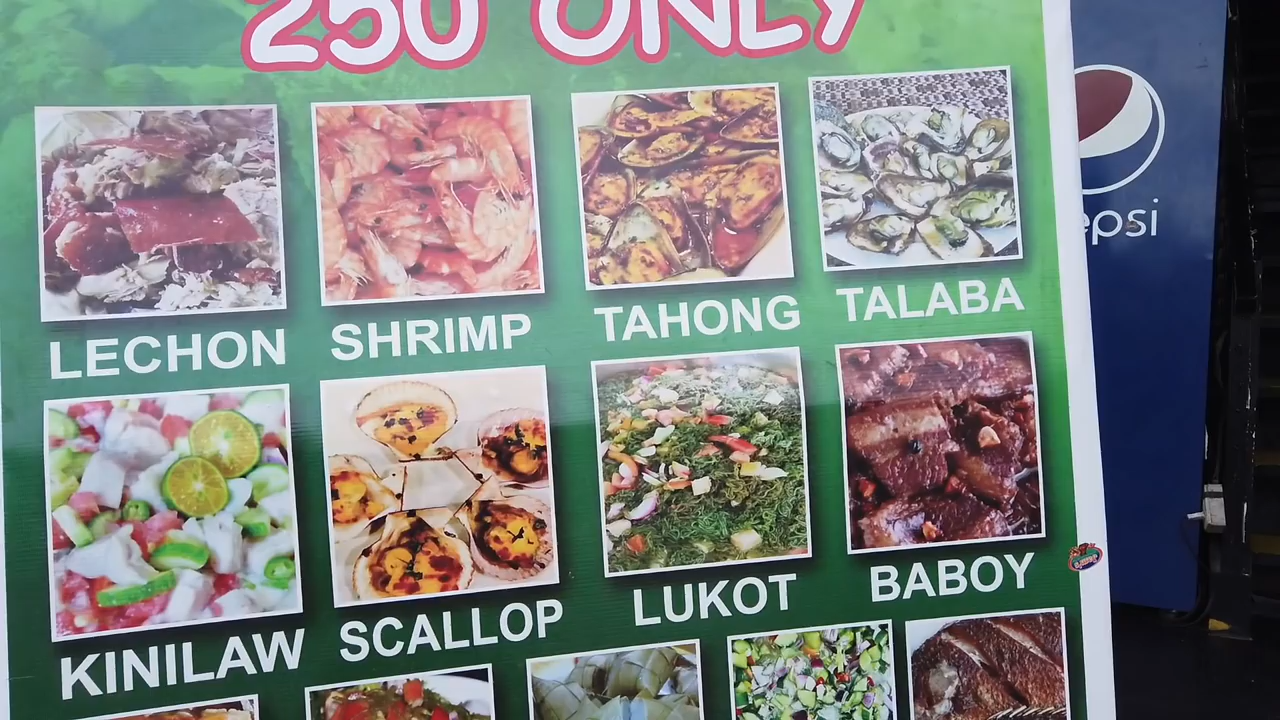 250 ONLY
LECHON SHRIMP TAHONG TALABA
KINILAW SCALLOP LUKOT BABOY
epsi